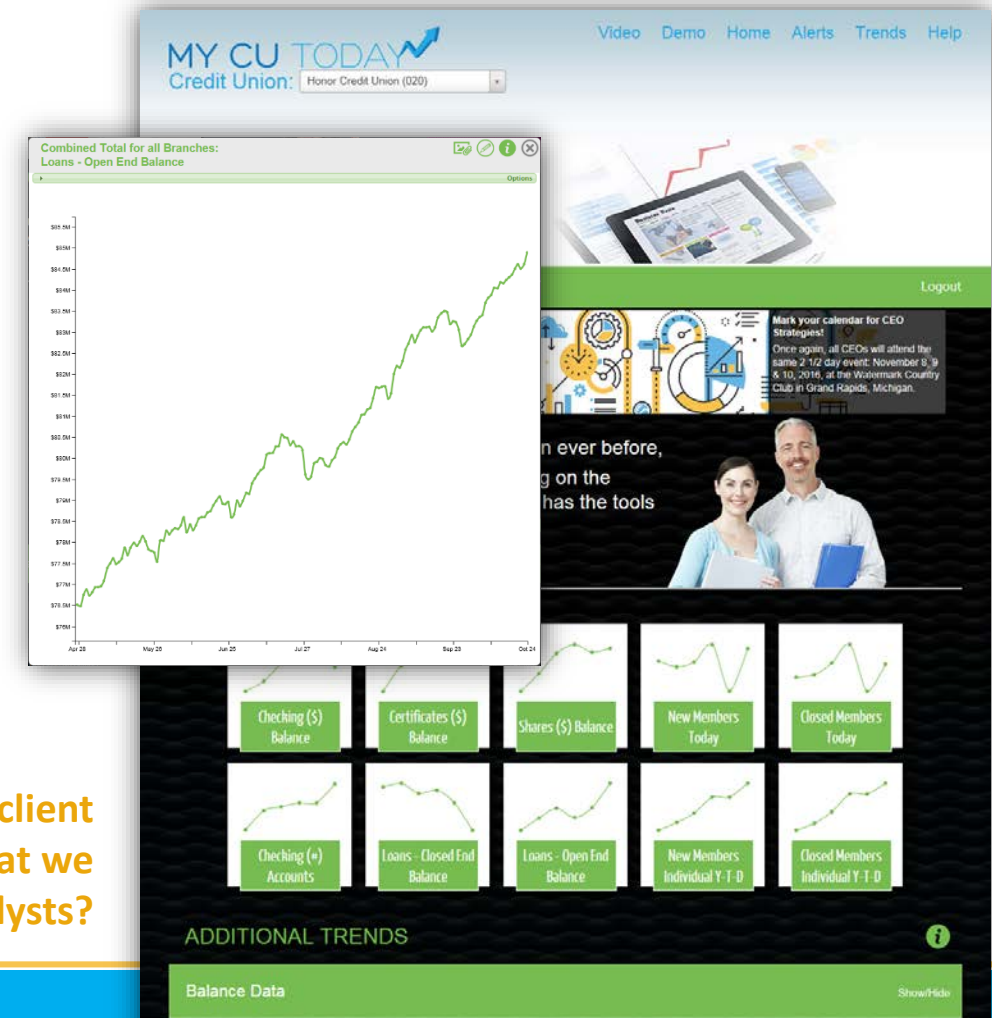 MY CU TODAY
Video Demo Home Alerts Trends Help
Credit Union: Honor Credit Union (020)
Combined Total for all Branches:
Loans - Open End Balance
Options
$85.5M
$85M
$84.5M
$84M
$83.5M
$83M
$82.5M
$82M
$81.5M
$81M
$80.5M
$80M
$79.5M
$79M
$78.5M
$78M
$77.5M
$77M
$76.5M
$76M
Apr 28 May 28 Jun 26 Jul 27 Aug 24 Sep 23 Oct 24
Logout
Mark your calendar for CEO
Strategies!
Once again, all CEOs will attend the
same 2 1/2 day event: November 8, 9
& 10, 2016, at the Watermark Country
Club in Grand Rapids, Michigan.
n ever before,
g on the
has the tools
Checking ($)
Balance
Certificates ($)
Balance
Shares ($) Balance
New Members
Today
Closed Members
Today
Checking (#)
Accounts
Loans - Closed End
Balance
Loans - Open End
Balance
New Members
Individual Y-T-D
Closed Members
Individual Y-T-D
client
at we
lysts?
ADDITIONAL TRENDS
Balance Data
Show/Hide